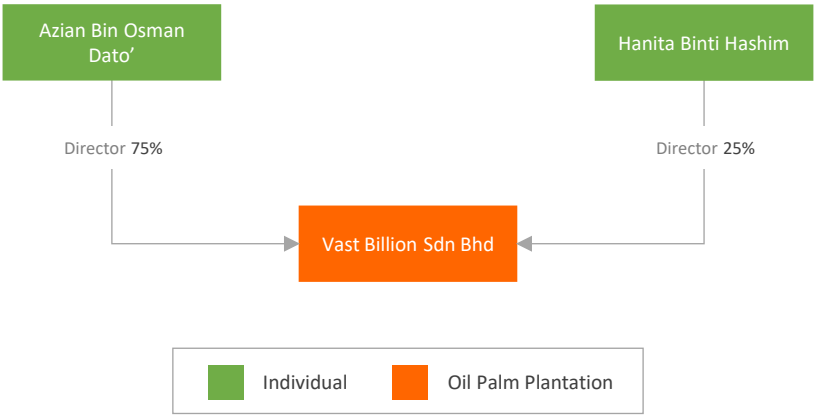 Azian Bin Osman
Dato’
Hanita Binti Hashim
Director 75%
Director 25%
Vast Billion Sdn Bhd
Individual
Oil Palm Plantation